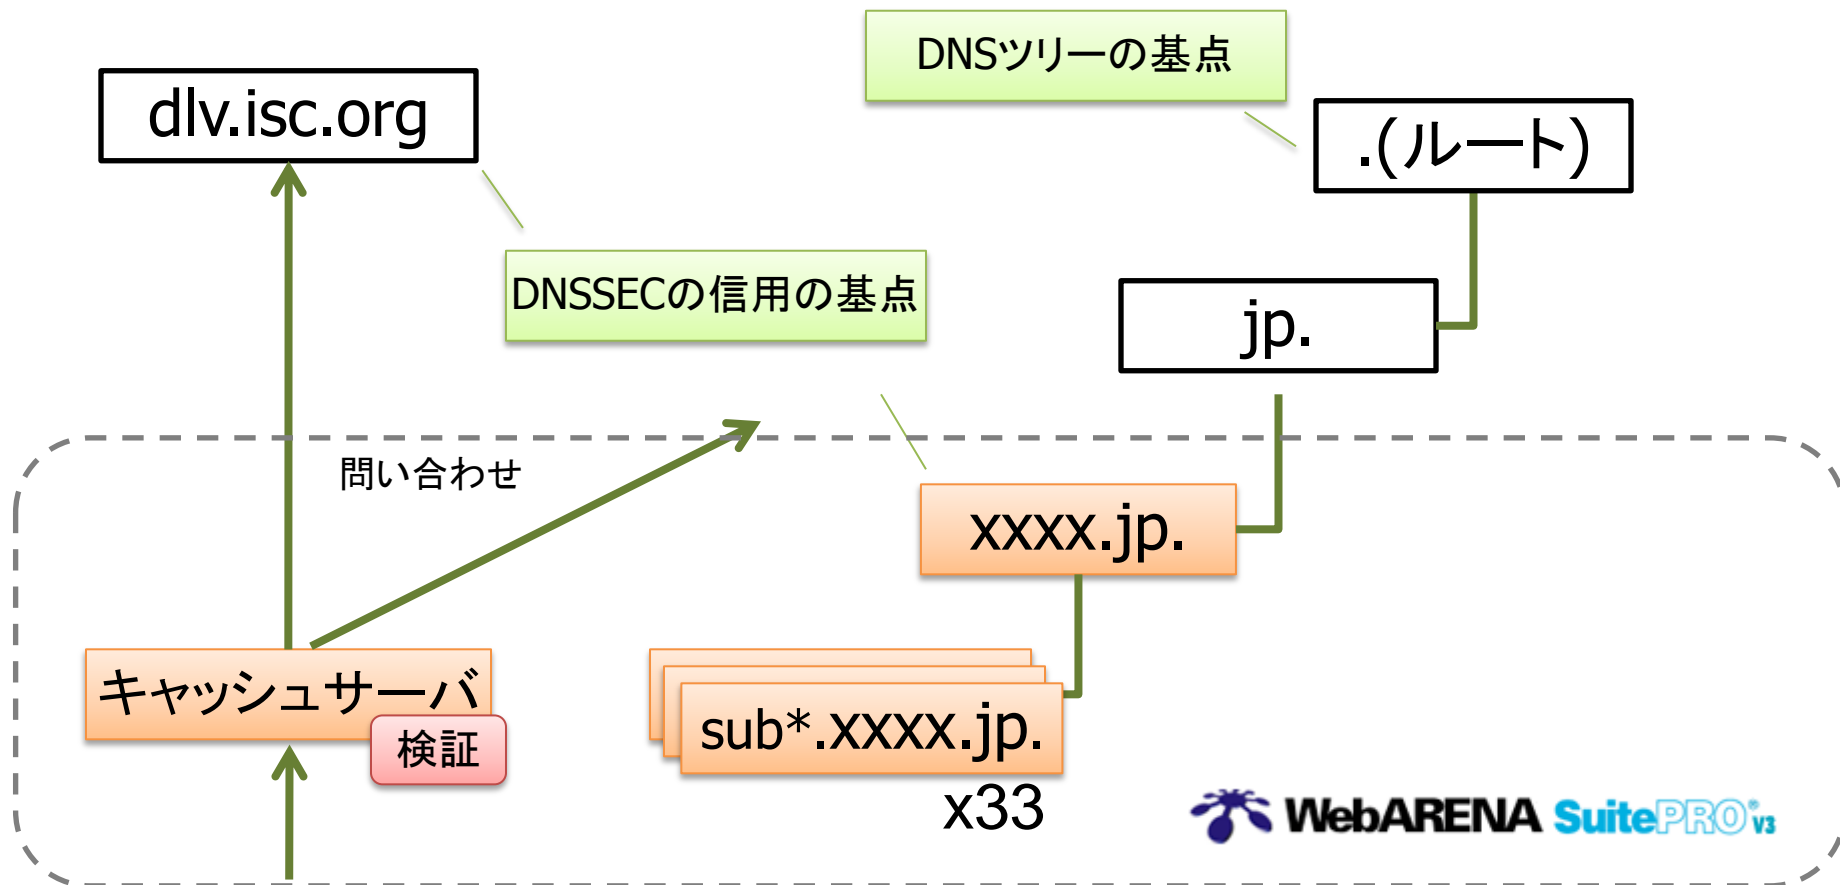 DNSツリーの基点
dlv.isc.org
.(ルート)
DNSSECの信用の基点
jp.
問い合わせ
xxxx.jp.
キャッシュサーバ
検証
sub*.xxxx.jp.
x33
WebARENA SuitePRO® V3